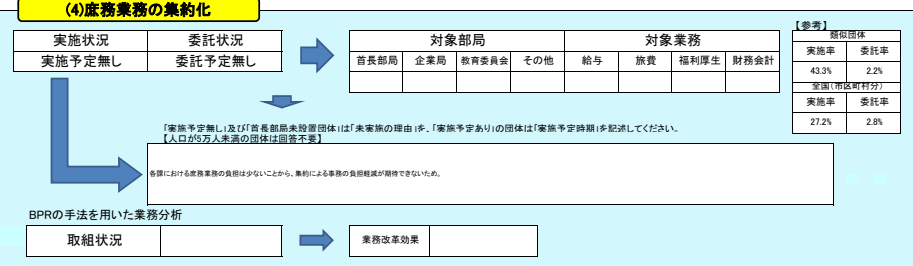 (4)庶務業務の集約化
実施状況 委託状況
実施予定無し 委託予定無し
対象部局 対象業務
首長部局 企業局 教育委員会 その他 給与 旅費 福利厚生 財務会計
【参考】
類似団体
実施率 委託率
43.3% 2.2%
全国(市区町村分)
実施率 委託率
27.2% 2.8%
「実施予定無し」及び「首長部局未設置団体」は「未実施の理由」を、「実施予定あり」の団体は「実施予定時期」を記述してください。
【人口が5万人未満の団体は回答不要】
各課における庶務業務の負担は少ないことから、集約による事務の負担軽減が期待できないため。
BPRの手法を用いた業務分析
取組状況
業務改革効果